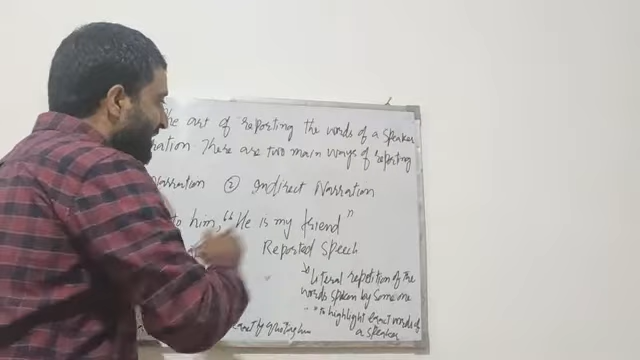 The art of reporting the words of a speaker
There are two main ways of reporting
Narration ② Indirect Narration
to him, "He is my friend"
Reported Speech
* Literal repetition of the
words spoken by someone
* to highlight exact words of
a speaker